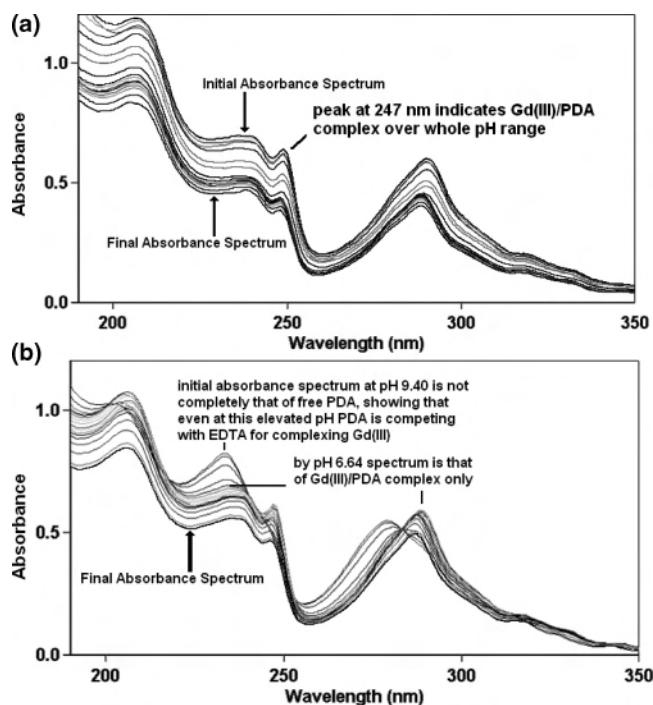 (a)
1.0
Initial Absorbance Spectrum
peak at 247 nm indicates Gd(III)/PDA
complex over whole pH range
Absorbance
0.5
Final Absorbance Spectrum
0.0
200
250
300
350
Wavelength (nm)
(b)
initial absorbance spectrum at pH 9.40 is not
completely that of free PDA, showing that
even at this elevated pH PDA is competing
with EDTA for complexing Gd(III)
1.0
by pH 6.64 spectrum is that
of Gd(III)/PDA complex only
Absorbance
0.5
Final Absorbance Spectrum
0.0
200
250
300
350
Wavelength (nm)